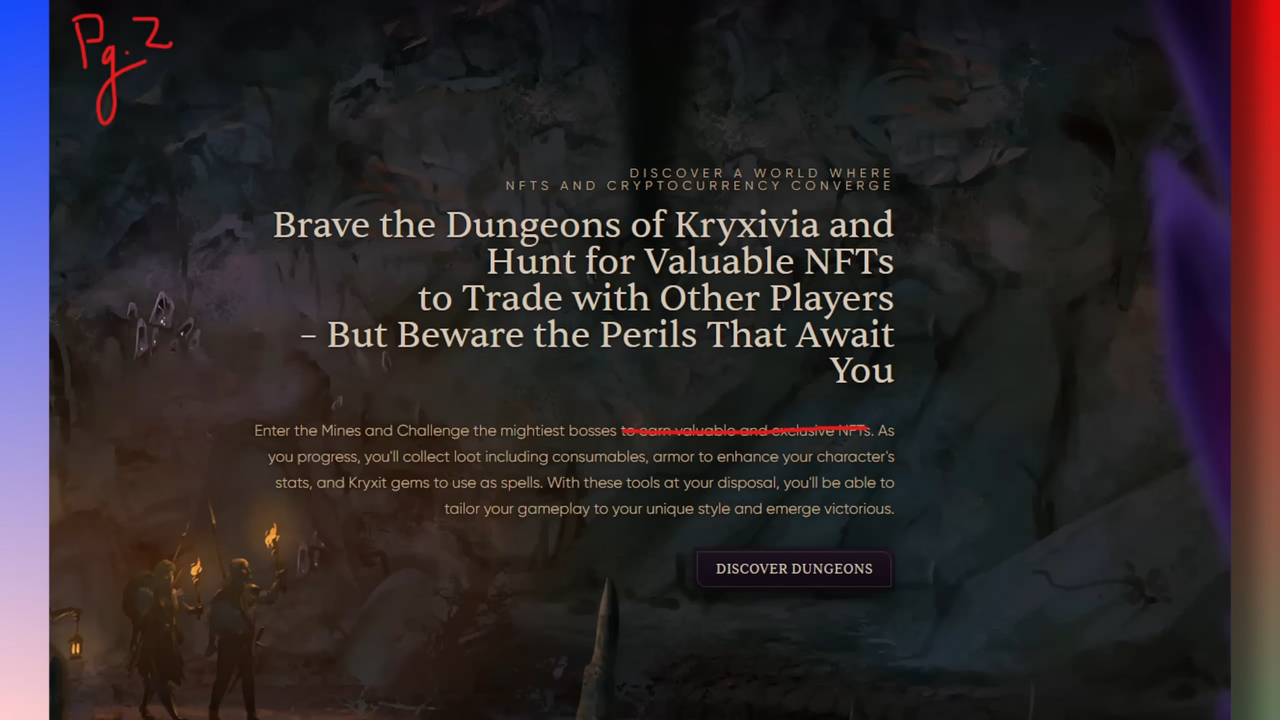 Pg. 2
DISCOVER A WORLD WHERE
NFTS AND CRYPTOCURRENCY CONVERGE
Brave the Dungeons of Kryxivia and
Hunt for Valuable NFTs
to Trade with Other Players
– But Beware the Perils That Await
You
Enter the Mines and Challenge the mightiest bosses to earn valuable and exclusive NFTs. As
you progress, you'll collect loot including consumables, armor to enhance your character's
stats, and Kryxit gems to use as spells. With these tools at your disposal, you'll be able to
tailor your gameplay to your unique style and emerge victorious.
DISCOVER DUNGEONS